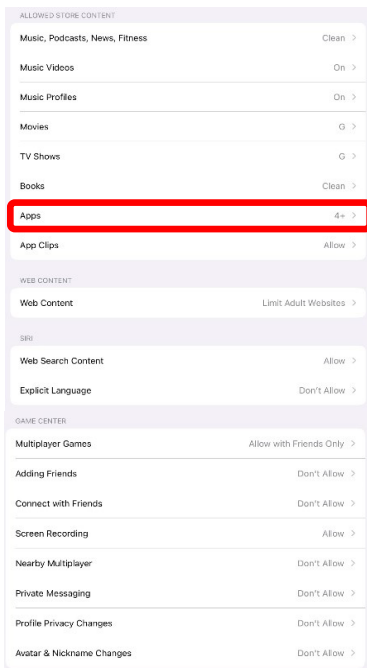 ALLOWED STORE CONTENT
Music, Podcasts, News, Fitness Clean >
Music Videos On >
Music Profiles On >
Movies G >
TV Shows G >
Books Clean >
Apps 4+ >
App Clips Allow >
WEB CONTENT
Web Content Limit Adult Websites >
SIRI
Web Search Content Allow >
Explicit Language Don't Allow >
GAME CENTER
Multiplayer Games Allow with Friends Only >
Adding Friends Don't Allow >
Connect with Friends Don't Allow >
Screen Recording Allow >
Nearby Multiplayer Don't Allow >
Private Messaging Don't Allow >
Profile Privacy Changes Don't Allow >
Avatar & Nickname Changes Don't Allow >